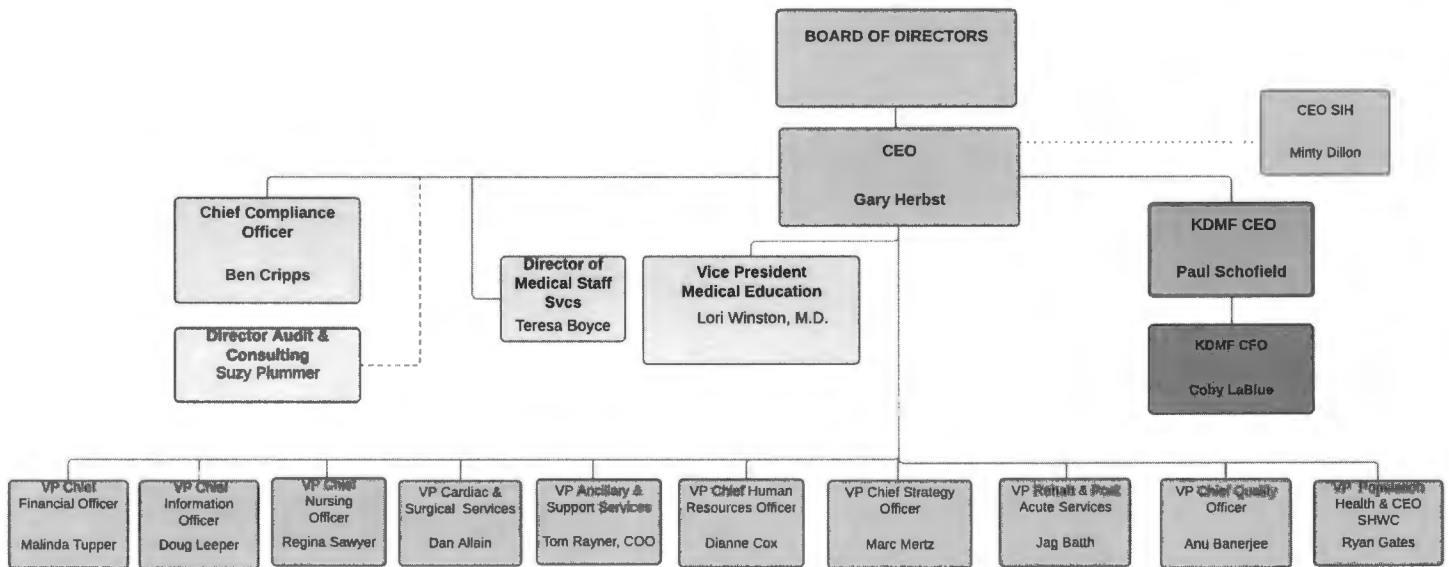 BOARD OF DIRECTORS
CEO SIH
Minty Dillon
CEO
Gary Herbst
Chief Compliance
Officer
Ben Cripps
Director of
Medical Staff
Svcs
Teresa Boyce
Vice President
Medical Education
Lori Winston, M.D.
KDMF CEO
Paul Schofield
Director Audit &
Consulting
Suzy Plummer
KDMF CFO
Coby LaBlue
VP Chief
Financial Officer
Malinda Tupper
VP Chief
Information
Officer
Doug Leeper
VP Chief
Nursing
Officer
Regina Sawyer
VP Cardiac &
Surgical Services
Dan Allain
VP Ancillary &
Support Services
Tom Rayner, COO
VP Chief Human
Resources Officer
Dianne Cox
VP Chief Strategy
Officer
Marc Mertz
VP Rehab & Post
Acute Services
Jag Batth
VP Chief Quality
Officer
Anu Banerjee
VP Population
Health & CEO
SHWC
Ryan Gates